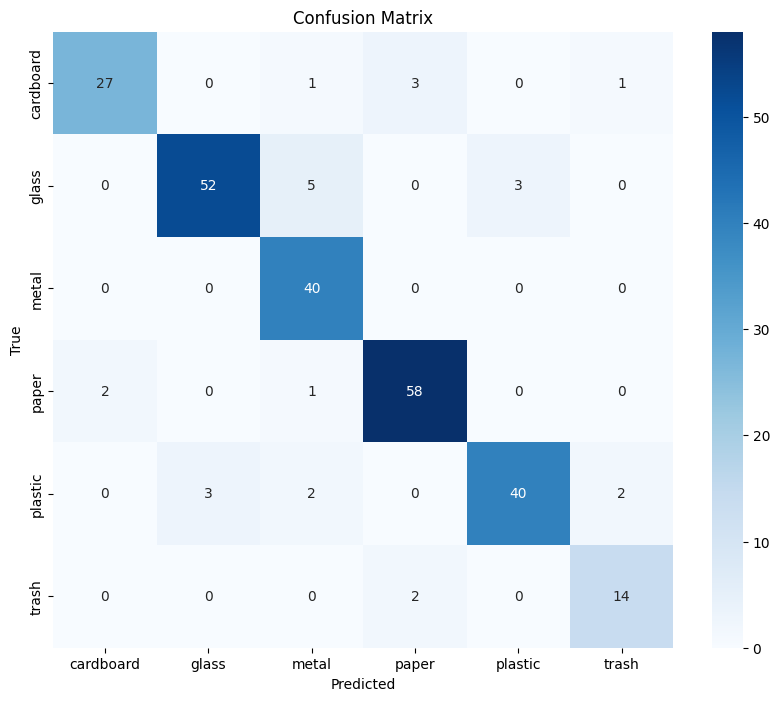 Confusion Matrix
cardboard 27 0 1 3 0 1
glass 0 52 5 0 3 0
metal 0 0 40 0 0 0
paper 2 0 1 58 0 0
plastic 0 3 2 0 40 2
trash 0 0 0 2 0 14
cardboard glass metal paper plastic trash
True
Predicted
50
40
30
20
10
0